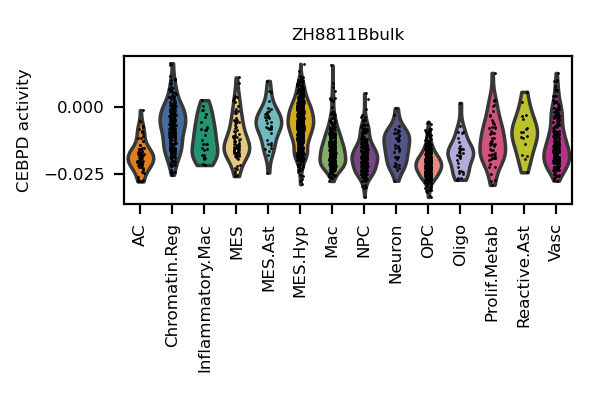 ZH8811Bbulk
CEBPD activity
0.000
−0.025
AC
Chromatin.Reg
Inflammatory.Mac
MES
MES.Ast
MES.Hyp
Mac
NPC
Neuron
OPC
Oligo
Prolif.Metab
Reactive.Ast
Vasc